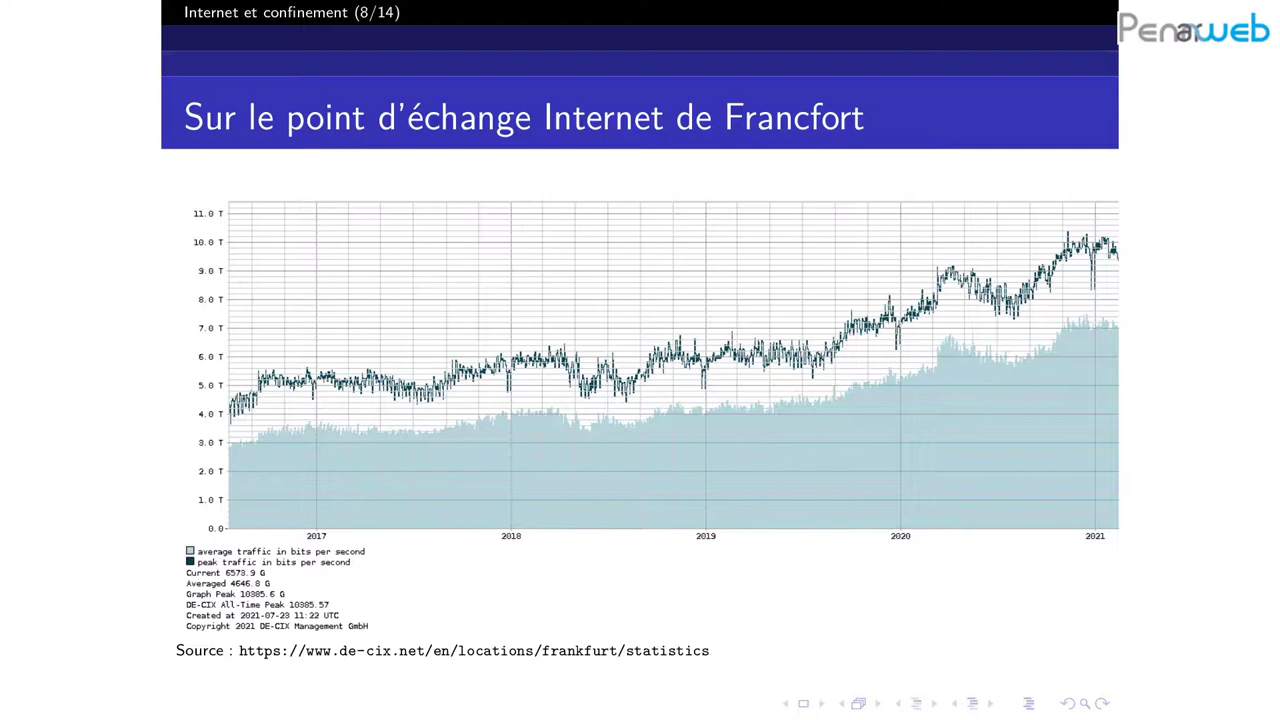 Internet et confinement (8/14)
Penarweb
Sur le point d'échange Internet de Francfort
11.0 T
10.0 T
9.0 T
8.0 T
7.0 T
6.0 T
5.0 T
4.0 T
3.0 T
2.0 T
1.0 T
0.0
2017 2018 2019 2020 2021
average traffic in bits per second
peak traffic in bits per second
Current 6573.9 G
Averaged 4646.8 G
Graph Peak 10385.6 G
DE-CIX All-Time Peak 10385.57
Created at 2021-07-23 11:22 UTC
Copyright 2021 DE-CIX Management GmbH
Source : https://www.de-cix.net/en/locations/frankfurt/statistics